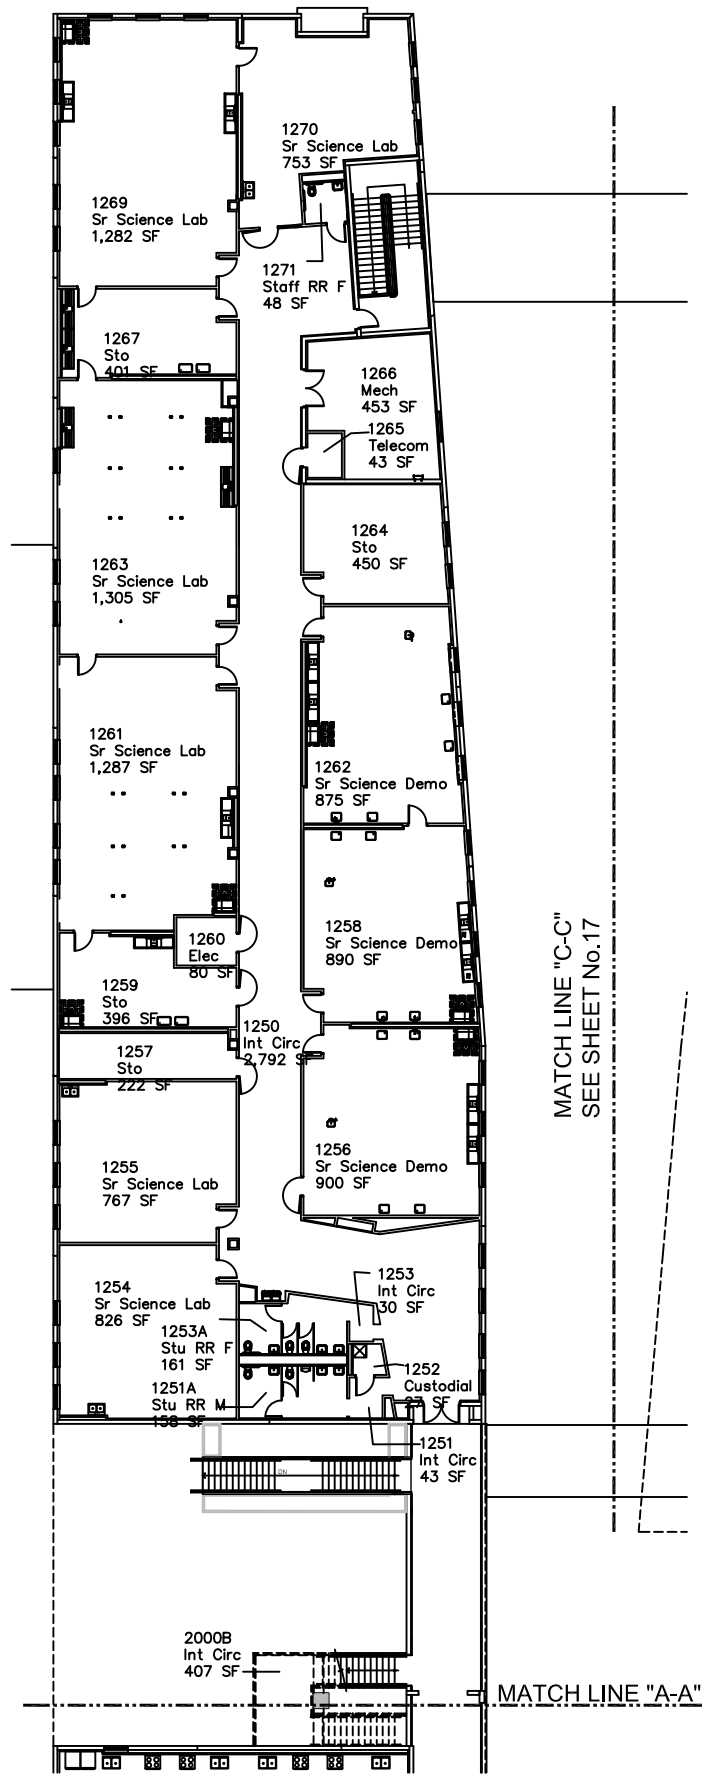 1270
Sr Science Lab
753 SF
1269
Sr Science Lab
1,282 SF
1271
Staff RR F
48 SF
1267
Sto
401 SF
1266
Mech
453 SF
1265
Telecom
43 SF
1264
Sto
450 SF
1263
Sr Science Lab
1,305 SF
1261
Sr Science Lab
1,287 SF
1262
Sr Science Demo
875 SF
1258
Sr Science Demo
890 SF
1260
Elec
80 SF
1259
Sto
396 SF
1250
Int Circ
2,792 SF
1257
Sto
222 SF
1256
Sr Science Demo
900 SF
1255
Sr Science Lab
767 SF
1254
Sr Science Lab
826 SF
1253
Int Circ
30 SF
1253A
Stu RR F
161 SF
1252
Custodial
27 SF
1251A
Stu RR M
158 SF
1251
Int Circ
43 SF
DN
2000B
Int Circ
407 SF
MATCH LINE "C-C"
SEE SHEET No.17
MATCH LINE "A-A"